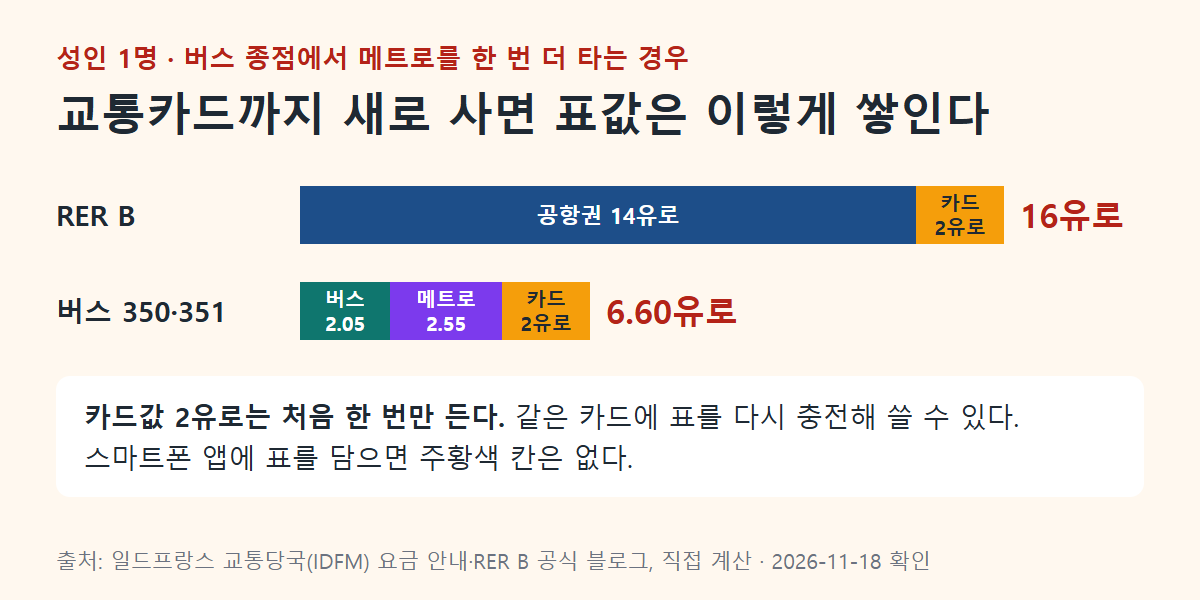 성인 1명 · 버스 종점에서 메트로를 한 번 더 타는 경우
교통카드까지 새로 사면 표값은 이렇게 쌓인다
RER B
공항권 14유로
카드
2유로
16유로
버스 350·351
버스
2.05
메트로
2.55
카드
2유로
6.60유로
카드값 2유로는 처음 한 번만 든다. 같은 카드에 표를 다시 충전해 쓸 수 있다.
스마트폰 앱에 표를 담으면 주황색 칸은 없다.
출처: 일드프랑스 교통당국(IDFM) 요금 안내·RER B 공식 블로그, 직접 계산 · 2026-11-18 확인